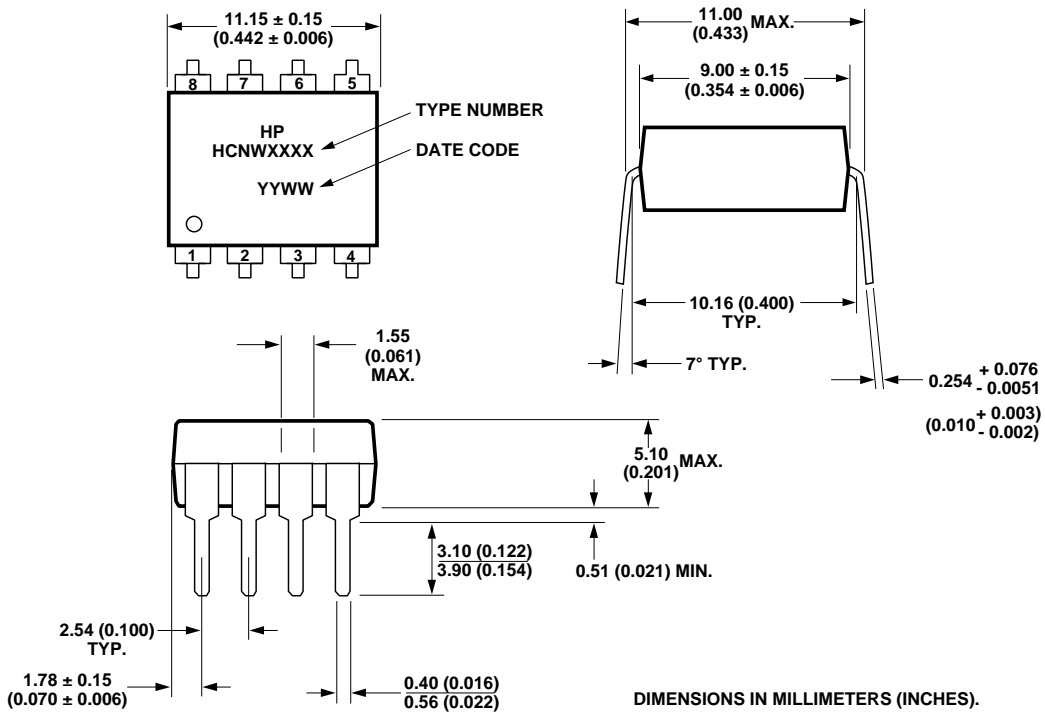 11.15 ± 0.15
(0.442 ± 0.006)
8 7 6 5
HP
HCNWXXXX
YYWW
1 2 3 4
TYPE NUMBER
DATE CODE
11.00
(0.433)
MAX.
9.00 ± 0.15
(0.354 ± 0.006)
10.16 (0.400)
TYP.
7° TYP.
0.254 + 0.076
- 0.0051
(0.010 + 0.003)
- 0.002)
1.55
(0.061)
MAX.
5.10
(0.201)
MAX.
3.10 (0.122)
3.90 (0.154)
0.51 (0.021) MIN.
2.54 (0.100)
TYP.
1.78 ± 0.15
(0.070 ± 0.006)
0.40 (0.016)
0.56 (0.022)
DIMENSIONS IN MILLIMETERS (INCHES).